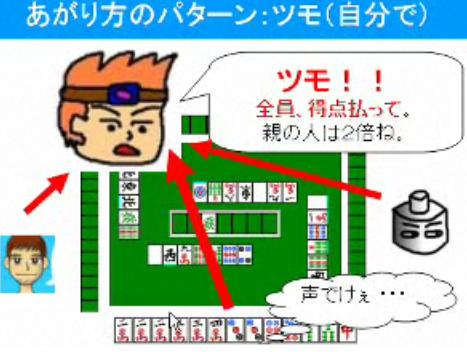 あがり方のパターン：ツモ（自分で）
ツモ！！
全員、得点払って。
親の人は2倍ね。
声でけぇ・・・